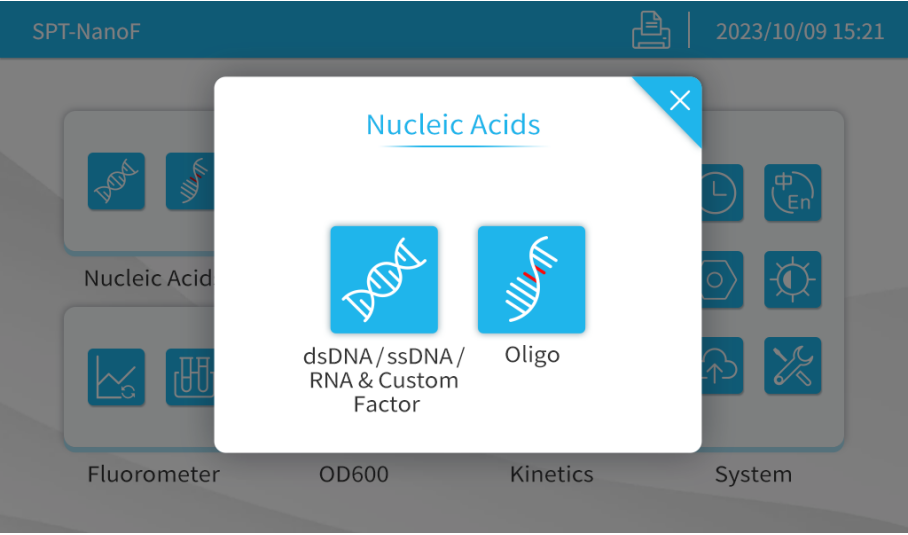 SPT-NanoF
2023/10/09 15:21
Nucleic Acids
dsDNA/ssDNA/
RNA & Custom
Factor
Oligo
中
En
Nucleic Acid
Fluorometer
OD600
Kinetics
System